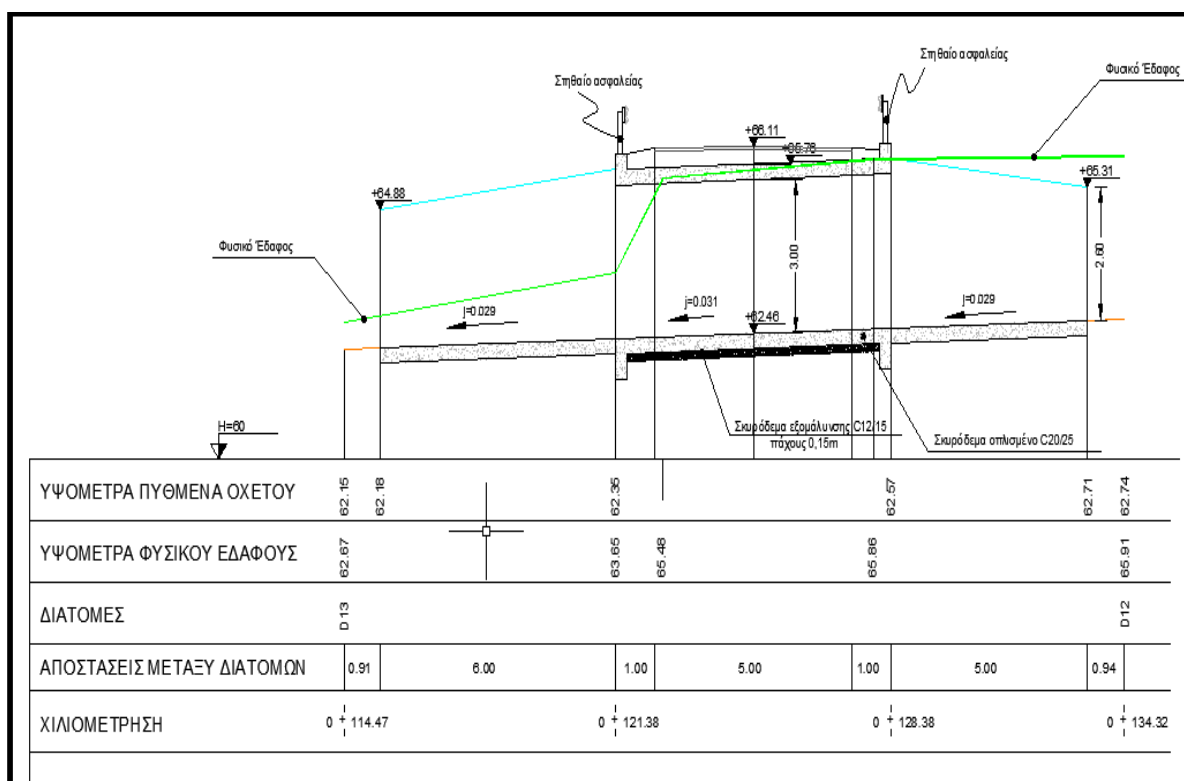 Στηθαίο ασφαλείας
Στηθαίο ασφαλείας
Φυσικό Έδαφος
+66.11
+65.76
+64.88
+65.31
Φυσικό Έδαφος
3.00
2.60
j=0.029
j=0.031
j=0.029
+62.46
H=60
Σκυρόδεμα εξομάλυνσης C12/15
πάχους 0,15m
Σκυρόδεμα οπλισμένο C20/25
ΥΨΟΜΕΤΡΑ ΠΥΘΜΕΝΑ ΟΧΕΤΟΥ 62.15 62.18 62.35 62.57 62.71 62.74
ΥΨΟΜΕΤΡΑ ΦΥΣΙΚΟΥ ΕΔΑΦΟΥΣ 62.67 63.65 65.48 65.86 65.91
ΔΙΑΤΟΜΕΣ D13 D12
ΑΠΟΣΤΑΣΕΙΣ ΜΕΤΑΞΥ ΔΙΑΤΟΜΩΝ 0.91 6.00 1.00 5.00 1.00 5.00 0.94
ΧΙΛΙΟΜΕΤΡΗΣΗ 0 + 114.47 0 + 121.38 0 + 128.38 0 + 134.32